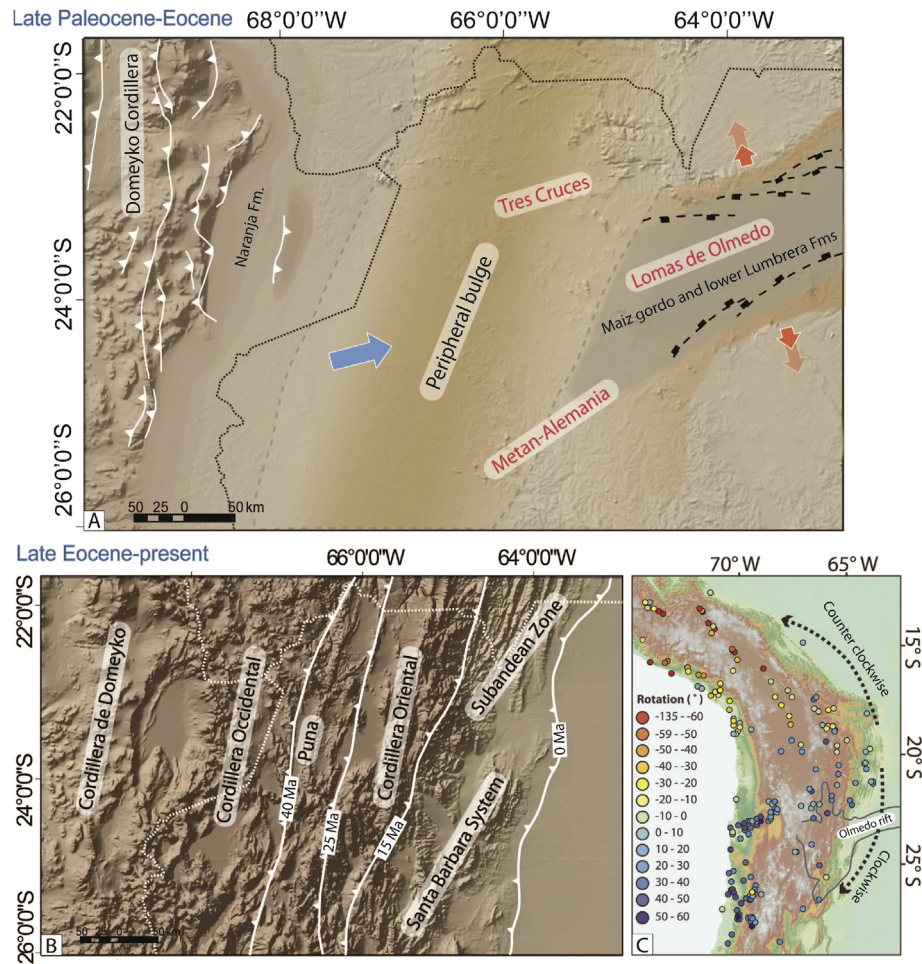 Late Paleocene-Eocene
68°0'0''W
66°0'0''W
64°0'0''W
22°0'0''S
24°0'0''S
26°0'0''S
Domeyko Cordillera
Naranja Fm.
Tres Cruces
Peripheral bulge
Lomas de Olmedo
Maiz gordo and lower Lumbrera Fms
Metan-Alemania
50 25 0 50 km
A
Late Eocene-present
66°0'0''W
64°0'0''W
22°0'0''S
24°0'0''S
26°0'0''S
Cordillera de Domeyko
Cordillera Occidental
Puna
Cordillera Oriental
Subandean Zone
Santa Barbara System
40 Ma
25 Ma
15 Ma
0 Ma
50 25 0 50 km
B
70°W
65°W
15°S
20°S
25°S
Counter clockwise
Clockwise
Olmedo rift
Rotation (°)
-135 - -60
-59 - -50
-50 - -40
-40 - -30
-30 - -20
-20 - -10
-10 - 0
0 - 10
10 - 20
20 - 30
30 - 40
40 - 50
50 - 60
C